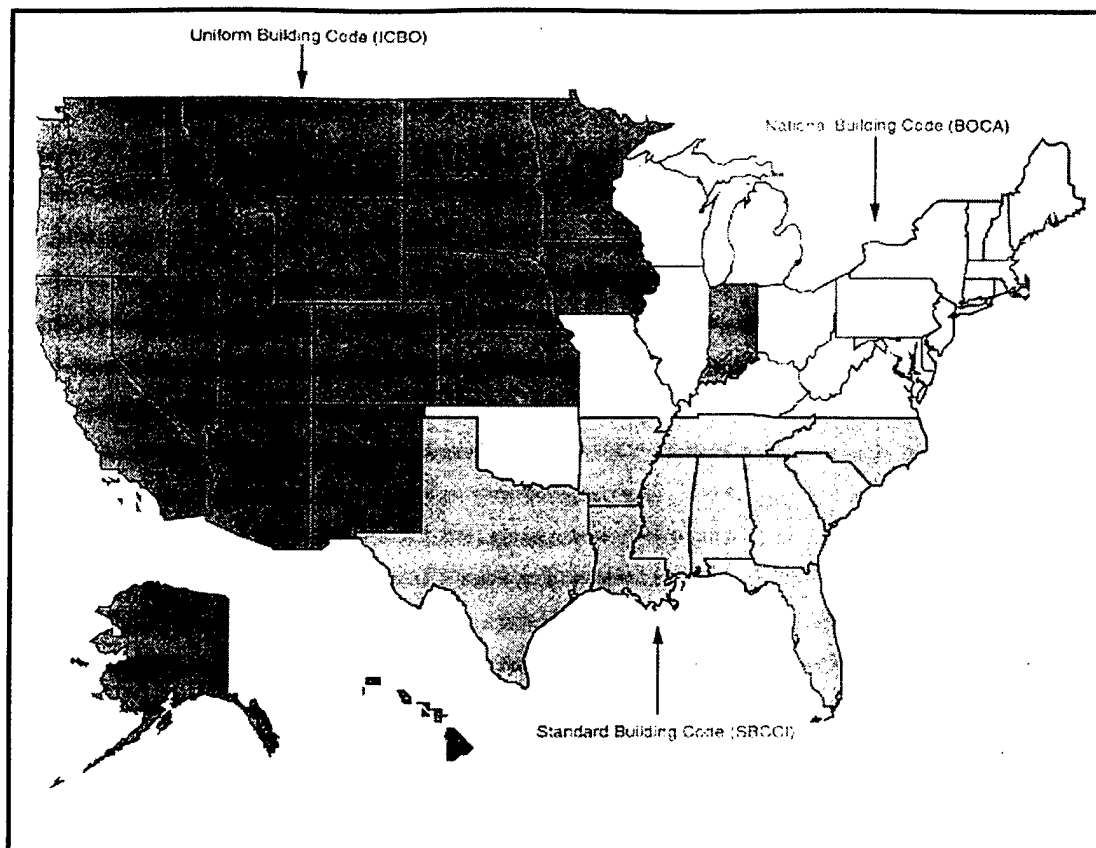 Uniform Building Code (ICBO)
National Building Code (BOCA)
Standard Building Code (SBCCI)